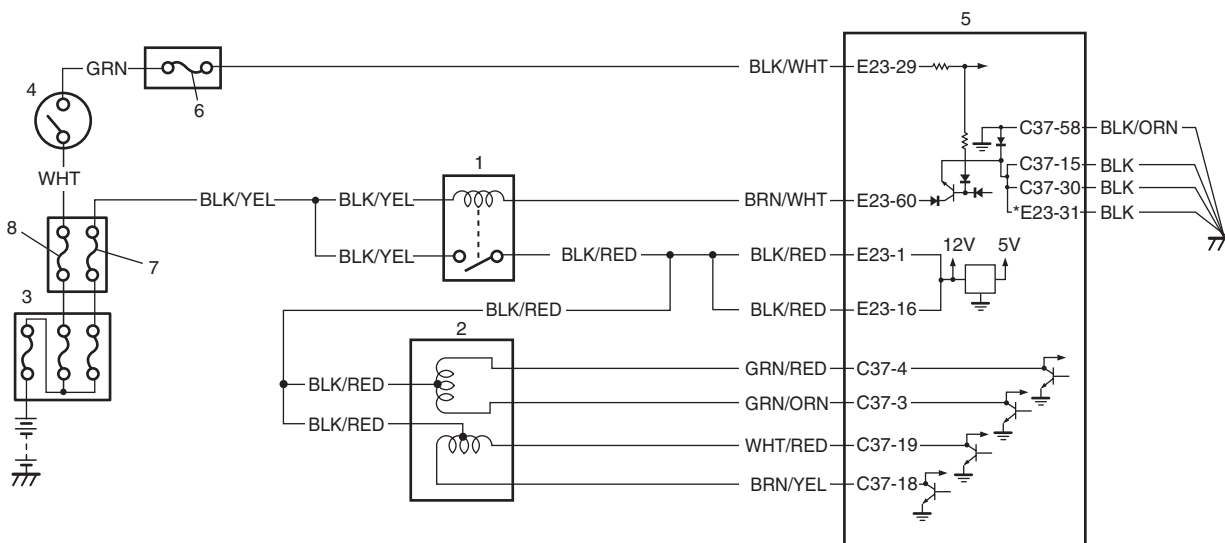 5
GRN
BLK/WHT E23-29
4
6
C37-58 BLK/ORN
WHT
1
C37-15 BLK
BLK/YEL BLK/YEL BRN/WHT E23-60
C37-30 BLK
*E23-31 BLK
8
7
BLK/YEL BLK/RED BLK/RED E23-1 12V 5V
3
BLK/RED BLK/RED E23-16
2
GRN/RED C37-4
BLK/RED
GRN/ORN C37-3
BLK/RED
WHT/RED C37-19
BRN/YEL C37-18